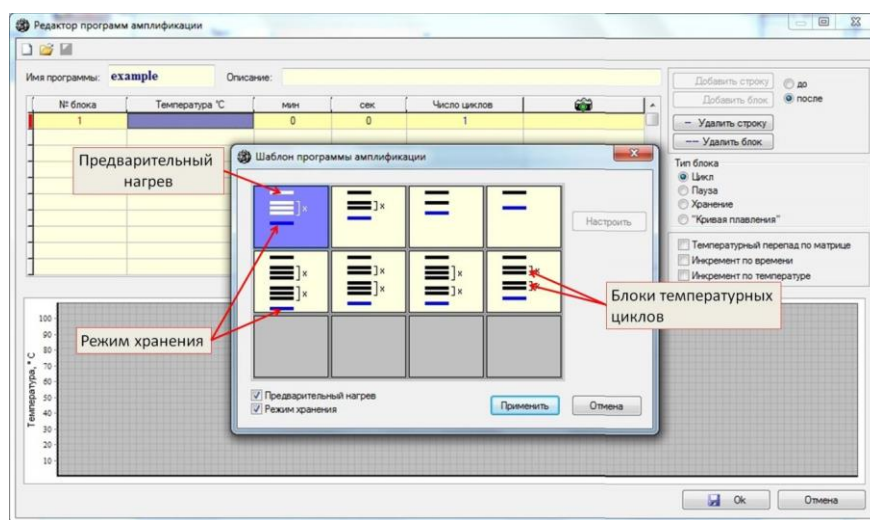 Редактор программ амплификации
Имя программы: example Описание:
№ блока Температура °C мин сек Число циклов
1 0 0 1
Добавить строку
Добавить блок
до
после
– Удалить строку
-- Удалить блок
Тип блока
Цикл
Пауза
Хранение
"Кривая плавления"
Температурный перепад по матрице
Инкремент по времени
Инкремент по температуре
Шаблон программы амплификации
x
x
x
x
x
x
x
x
x
x
Настроить
Предварительный нагрев
Режим хранения
Применить
Отмена
Предварительный
нагрев
Режим хранения
Блоки температурных
циклов
Температура, °C
100
90
80
70
60
50
40
30
20
10
Ok
Отмена